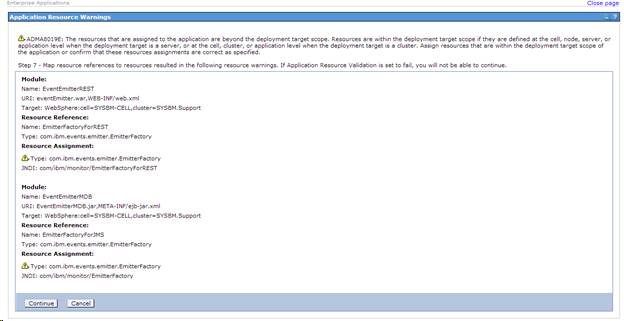 Enterprise Applications
Close page
Application Resource Warnings
ADMA8019E: The resources that are assigned to the application are beyond the deployment target scope. Resources are within the deployment target scope if they are defined at the cell, node, server, or
application level when the deployment target is a server, or at the cell, cluster, or application level when the deployment target is a cluster. Assign resources that are within the deployment target scope of
the application or confirm that these resources assignments are correct as specified.
Step 7 - Map resource references to resources resulted in the following resource warnings. If Application Resource Validation is set to fail, you will not be able to continue.
Module:
Name: EventEmitterREST
URI: eventEmitter.war,WEB-INF/web.xml
Target: WebSphere:cell=SYSBM-CELL,cluster=SYSBM.Support
Resource Reference:
Name: EmitterFactoryForREST
Type: com.ibm.events.emitter.EmitterFactory
Resource Assignment:
Type: com.ibm.events.emitter.EmitterFactory
JNDI: com/ibm/monitor/EmitterFactoryForREST
Module:
Name: EventEmitterMDB
URI: EventEmitterMDB.jar,META-INF/ejb-jar.xml
Target: WebSphere:cell=SYSBM-CELL,cluster=SYSBM.Support
Resource Reference:
Name: EmitterFactoryForJMS
Type: com.ibm.events.emitter.EmitterFactory
Resource Assignment:
Type: com.ibm.events.emitter.EmitterFactory
JNDI: com/ibm/monitor/EmitterFactory
Continue Cancel